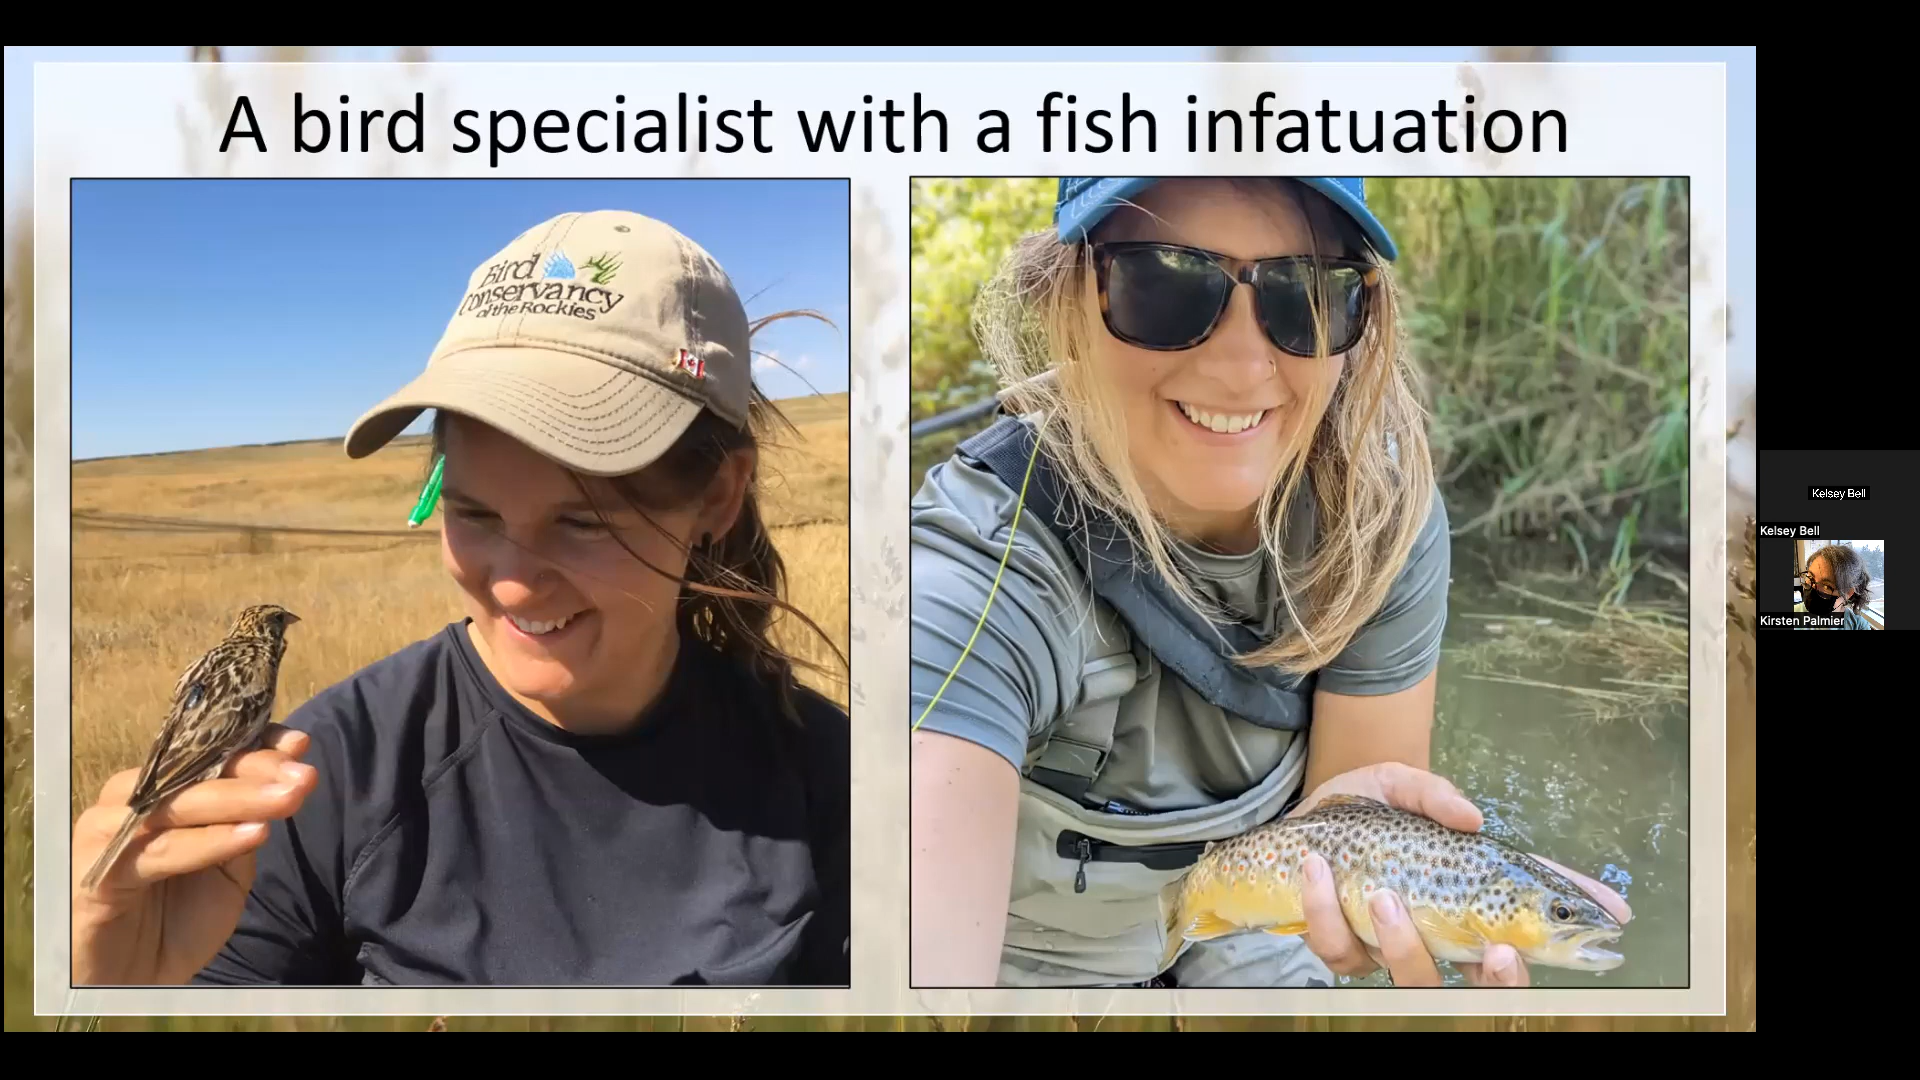 A bird specialist with a fish infatuation
Bird
Conservancy
of the Rockies
Kelsey Bell
Kelsey Bell
Kirsten Palmier